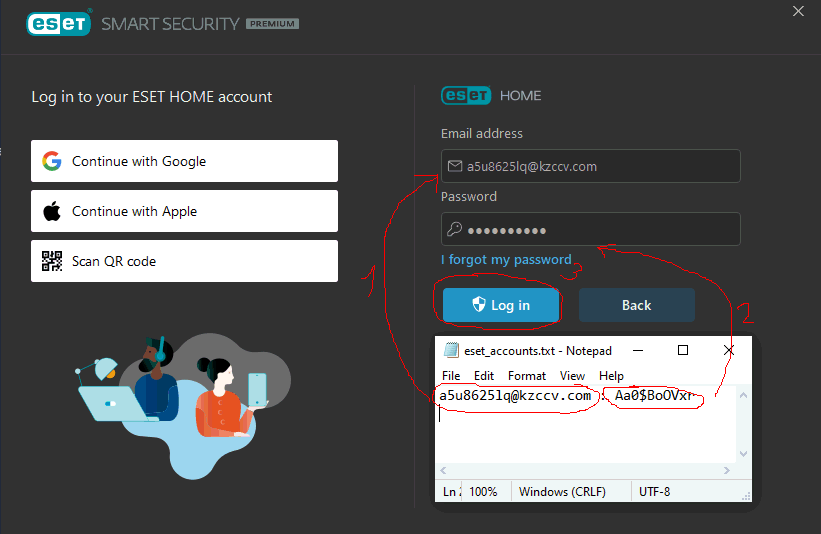 eseT® SMART SECURITY PREMIUM
Log in to your ESET HOME account
Continue with Google
Continue with Apple
Scan QR code
eseT HOME
Email address
a5u8625lq@kzccv.com
Password
●●●●●●●●●●
I forgot my password
Log in
Back
1
2
3
eset_accounts.txt - Notepad
File Edit Format View Help
a5u8625lq@kzccv.com : Aa0$BoOVxr
Ln 100% Windows (CRLF) UTF-8